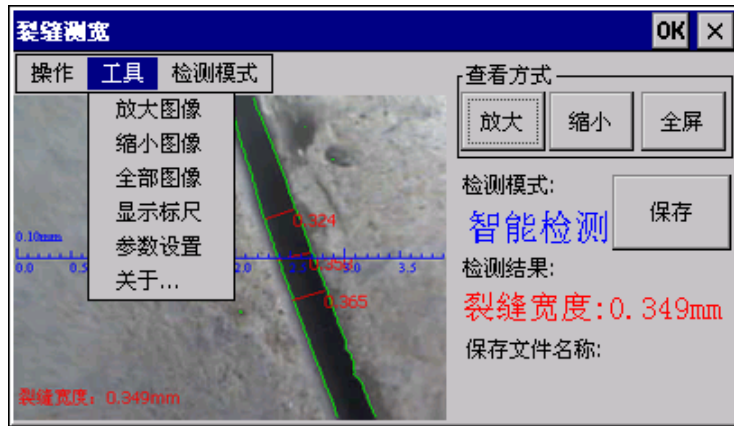 裂缝测宽 OK ×
操作 工具 检测模式
放大图像
缩小图像
全部图像
显示标尺
参数设置
关于...
查看方式
放大 缩小 全屏
检测模式:
智能检测
保存
检测结果:
裂缝宽度:0.349mm
保存文件名称:
0.324
0.10mm
0.0 0.5 2.0 3.0 3.5
0.365
裂缝宽度: 0.349mm